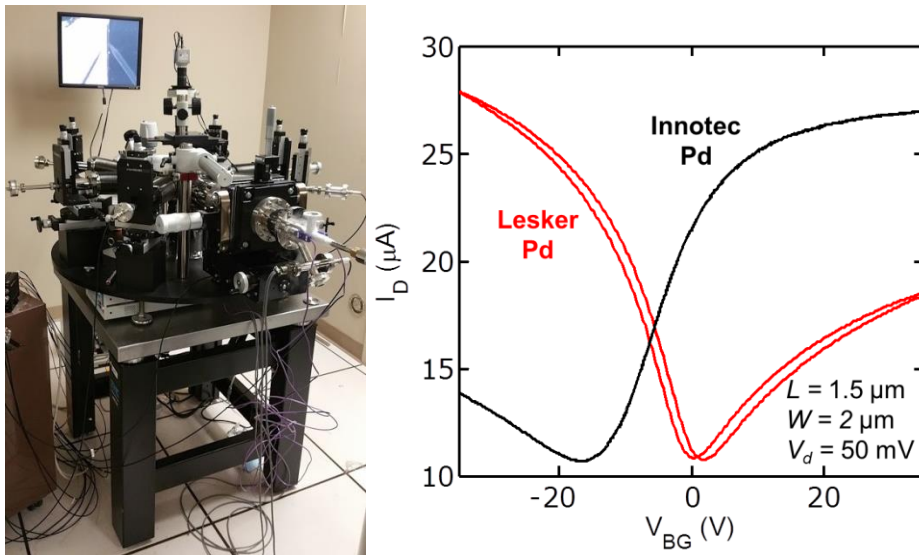 30
25
20
15
10
I_D (μA)
Innotec
Pd
Lesker
Pd
L = 1.5 μm
W = 2 μm
V_d = 50 mV
-20
0
20
V_BG (V)